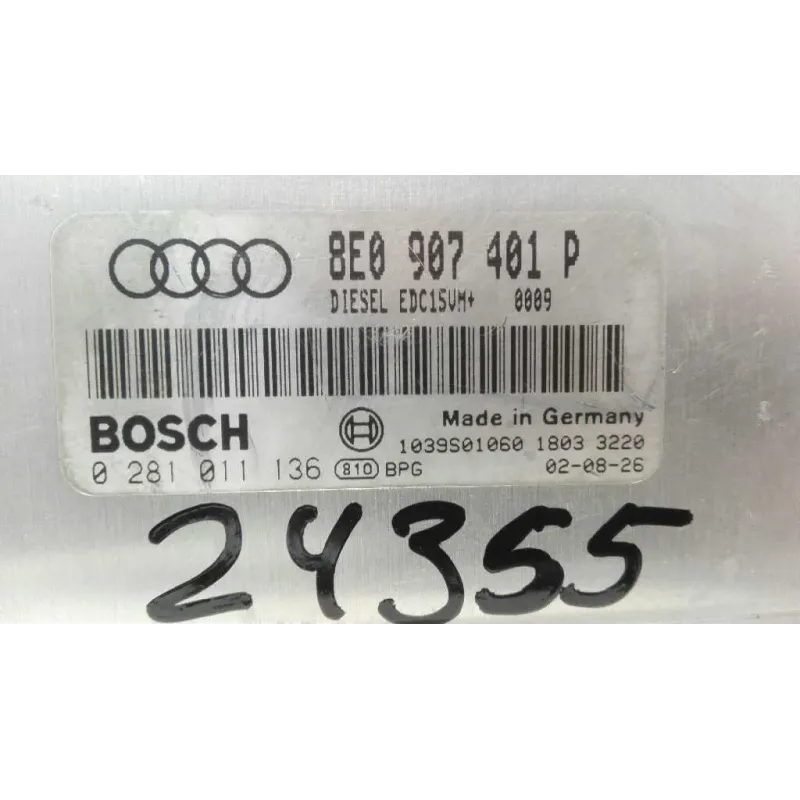 8E0 907 401 P
DIESEL EDC15VM+ 0009
BOSCH
Made in Germany
1039S01060 1803 3220
0 281 011 136 810 BPG 02-08-26
24355